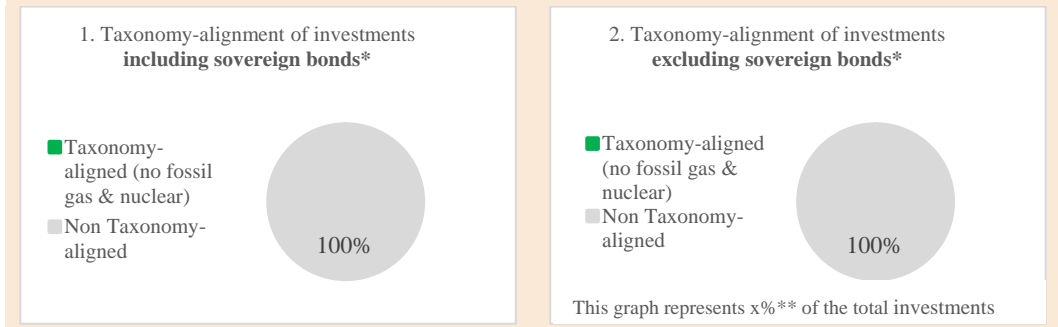 1. Taxonomy-alignment of investments
including sovereign bonds*
Taxonomy-
aligned (no fossil
gas & nuclear)
Non Taxonomy-
aligned
100%
2. Taxonomy-alignment of investments
excluding sovereign bonds*
Taxonomy-aligned
(no fossil gas &
nuclear)
Non Taxonomy-
aligned
100%
This graph represents x%** of the total investments